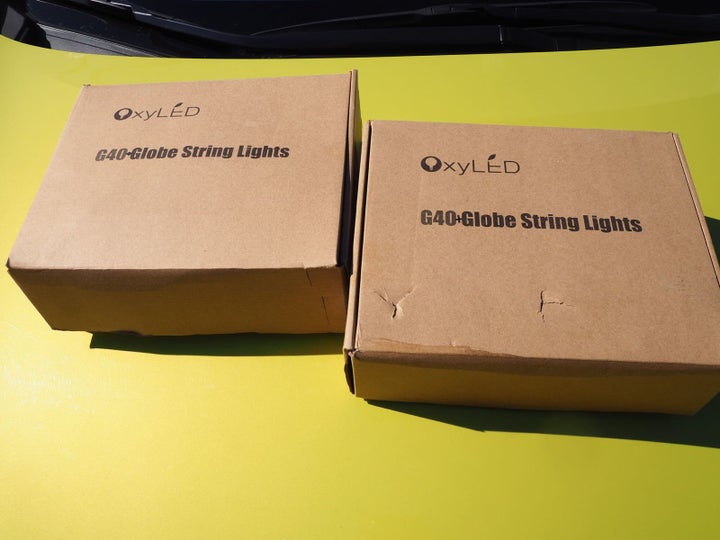 OxyLED
G40+Globe String Lights
OxyLED
G40+Globe String Lights